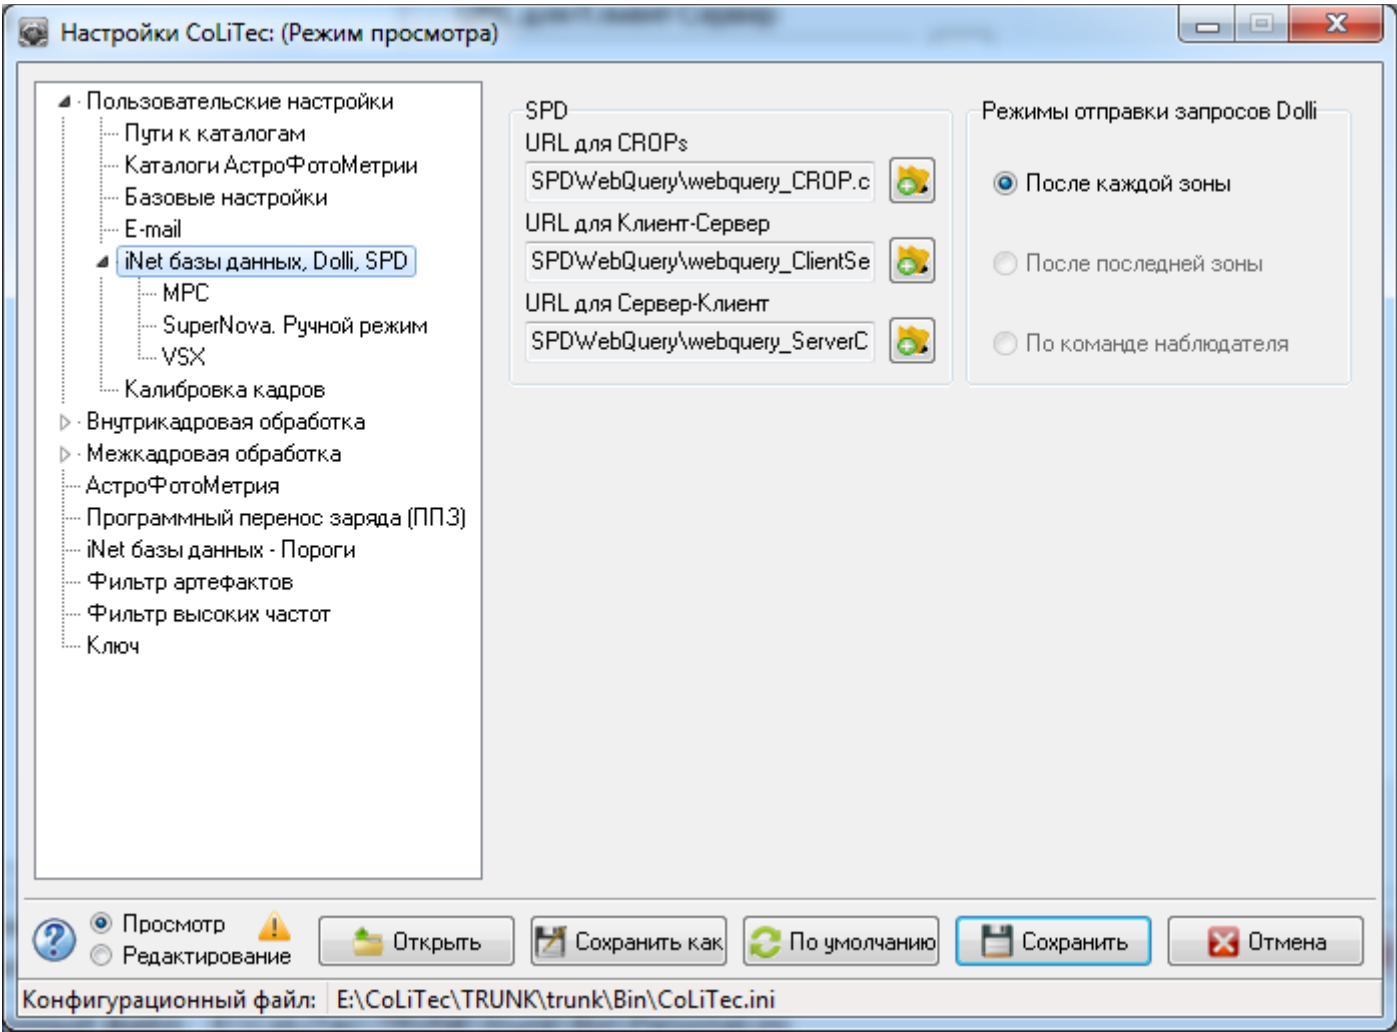 Настройки CoLiTec: (Режим просмотра)
Пользовательские настройки
Пути к каталогам
Каталоги АстроФотоМетрии
Базовые настройки
E-mail
iNet базы данных, Dolli, SPD
MPC
SuperNova. Ручной режим
VSX
Калибровка кадров
Внутрикадровая обработка
Межкадровая обработка
АстроФотоМетрия
Программный перенос заряда (ППЗ)
iNet базы данных - Пороги
Фильтр артефактов
Фильтр высоких частот
Ключ
SPD
URL для CROPs
SPDWebQuery\webquery_CROP.c
URL для Клиент-Сервер
SPDWebQuery\webquery_ClientSe
URL для Сервер-Клиент
SPDWebQuery\webquery_ServerC
Режимы отправки запросов Dolli
После каждой зоны
После последней зоны
По команде наблюдателя
Просмотр
Редактирование
Открыть
Сохранить как
По умолчанию
Сохранить
Отмена
Конфигурационный файл: E:\CoLiTec\TRUNK\trunk\Bin\CoLiTec.ini